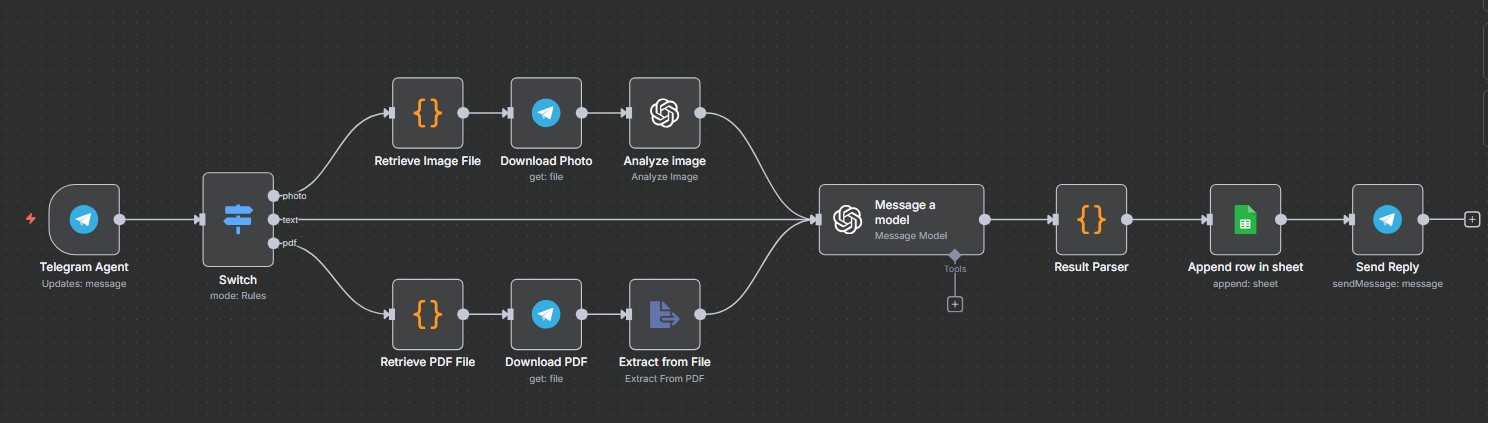 Retrieve Image File
Download Photo
get: file
Analyze image
Analyze Image
photo
text
pdf
Telegram Agent
Updates: message
Switch
mode: Rules
Message a
model
Message Model
Tools
Result Parser
Append row in sheet
append: sheet
Send Reply
sendMessage: message
Retrieve PDF File
Download PDF
get: file
Extract from File
Extract From PDF